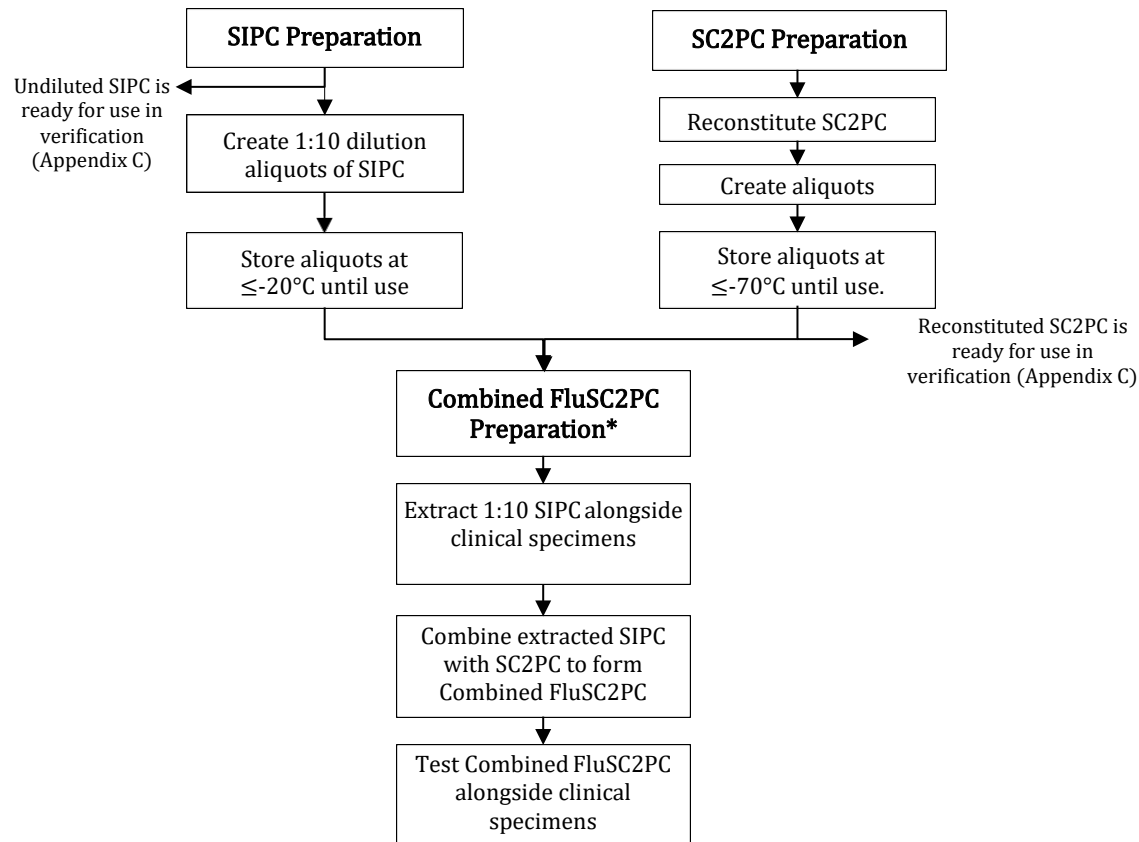 SIPC Preparation
Undiluted SIPC is
ready for use in
verification
(Appendix C)
Create 1:10 dilution
aliquots of SIPC
Store aliquots at
≤-20°C until use
SC2PC Preparation
Reconstitute SC2PC
Create aliquots
Store aliquots at
≤-70°C until use.
Reconstituted SC2PC is
ready for use in
verification (Appendix C)
Combined FluSC2PC
Preparation*
Extract 1:10 SIPC alongside
clinical specimens
Combine extracted SIPC
with SC2PC to form
Combined FluSC2PC
Test Combined FluSC2PC
alongside clinical
specimens